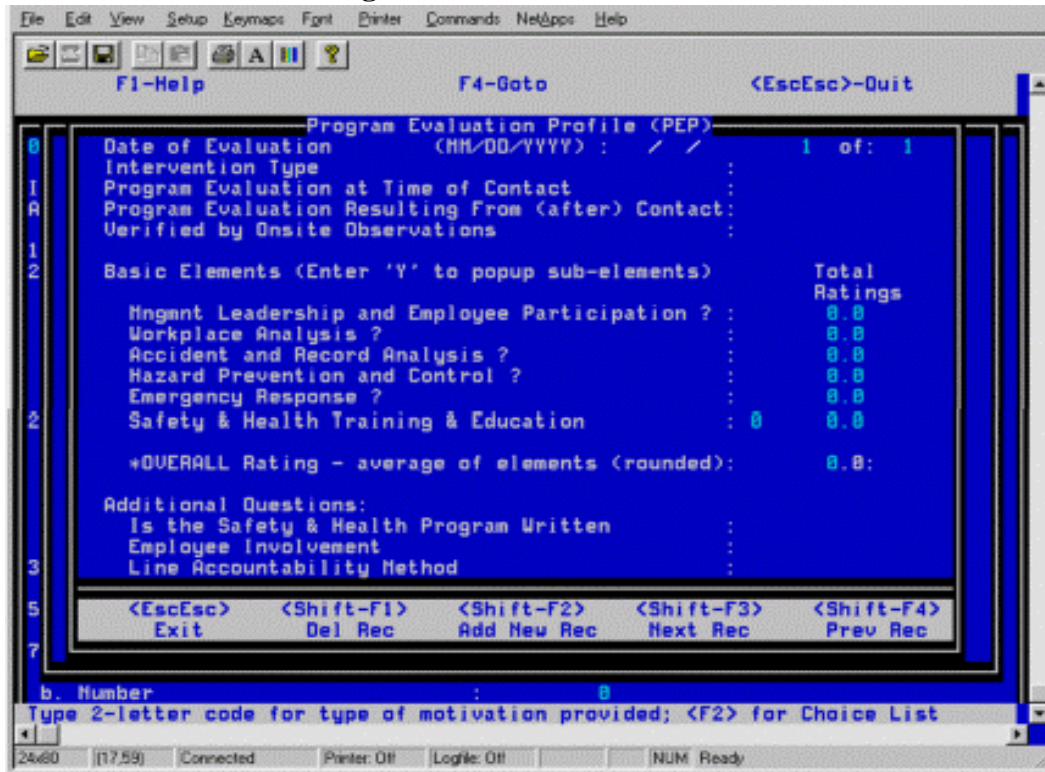 File Edit View Setup Keymaps Font Printer Commands NetApps Help
A
F1-Help F4-Goto <EscEsc>-Quit
Program Evaluation Profile (PEP)
0 Date of Evaluation (MM/DD/YYYY) : / / 1 of: 1
Intervention Type :
I Program Evaluation at Time of Contact :
A Program Evaluation Resulting From (after) Contact:
Verified by Onsite Observations :
1
2 Basic Elements (Enter 'Y' to popup sub-elements) Total
Ratings
Mngmnt Leadership and Employee Participation ? : 0.0
Workplace Analysis ? : 0.0
Accident and Record Analysis ? : 0.0
Hazard Prevention and Control ? : 0.0
Emergency Response ? : 0.0
2 Safety & Health Training & Education : 0 0.0
*OVERALL Rating - average of elements (rounded): 0.0:
Additional Questions:
Is the Safety & Health Program Written :
Employee Involvement :
3 Line Accountability Method :
5 <EscEsc> <Shift-F1> <Shift-F2> <Shift-F3> <Shift-F4>
Exit Del Rec Add New Rec Next Rec Prev Rec
7
b. Number : 0
Type 2-letter code for type of motivation provided; <F2> for Choice List
24x80 (17,59) Connected Printer: Off Logfile: Off NUM Ready